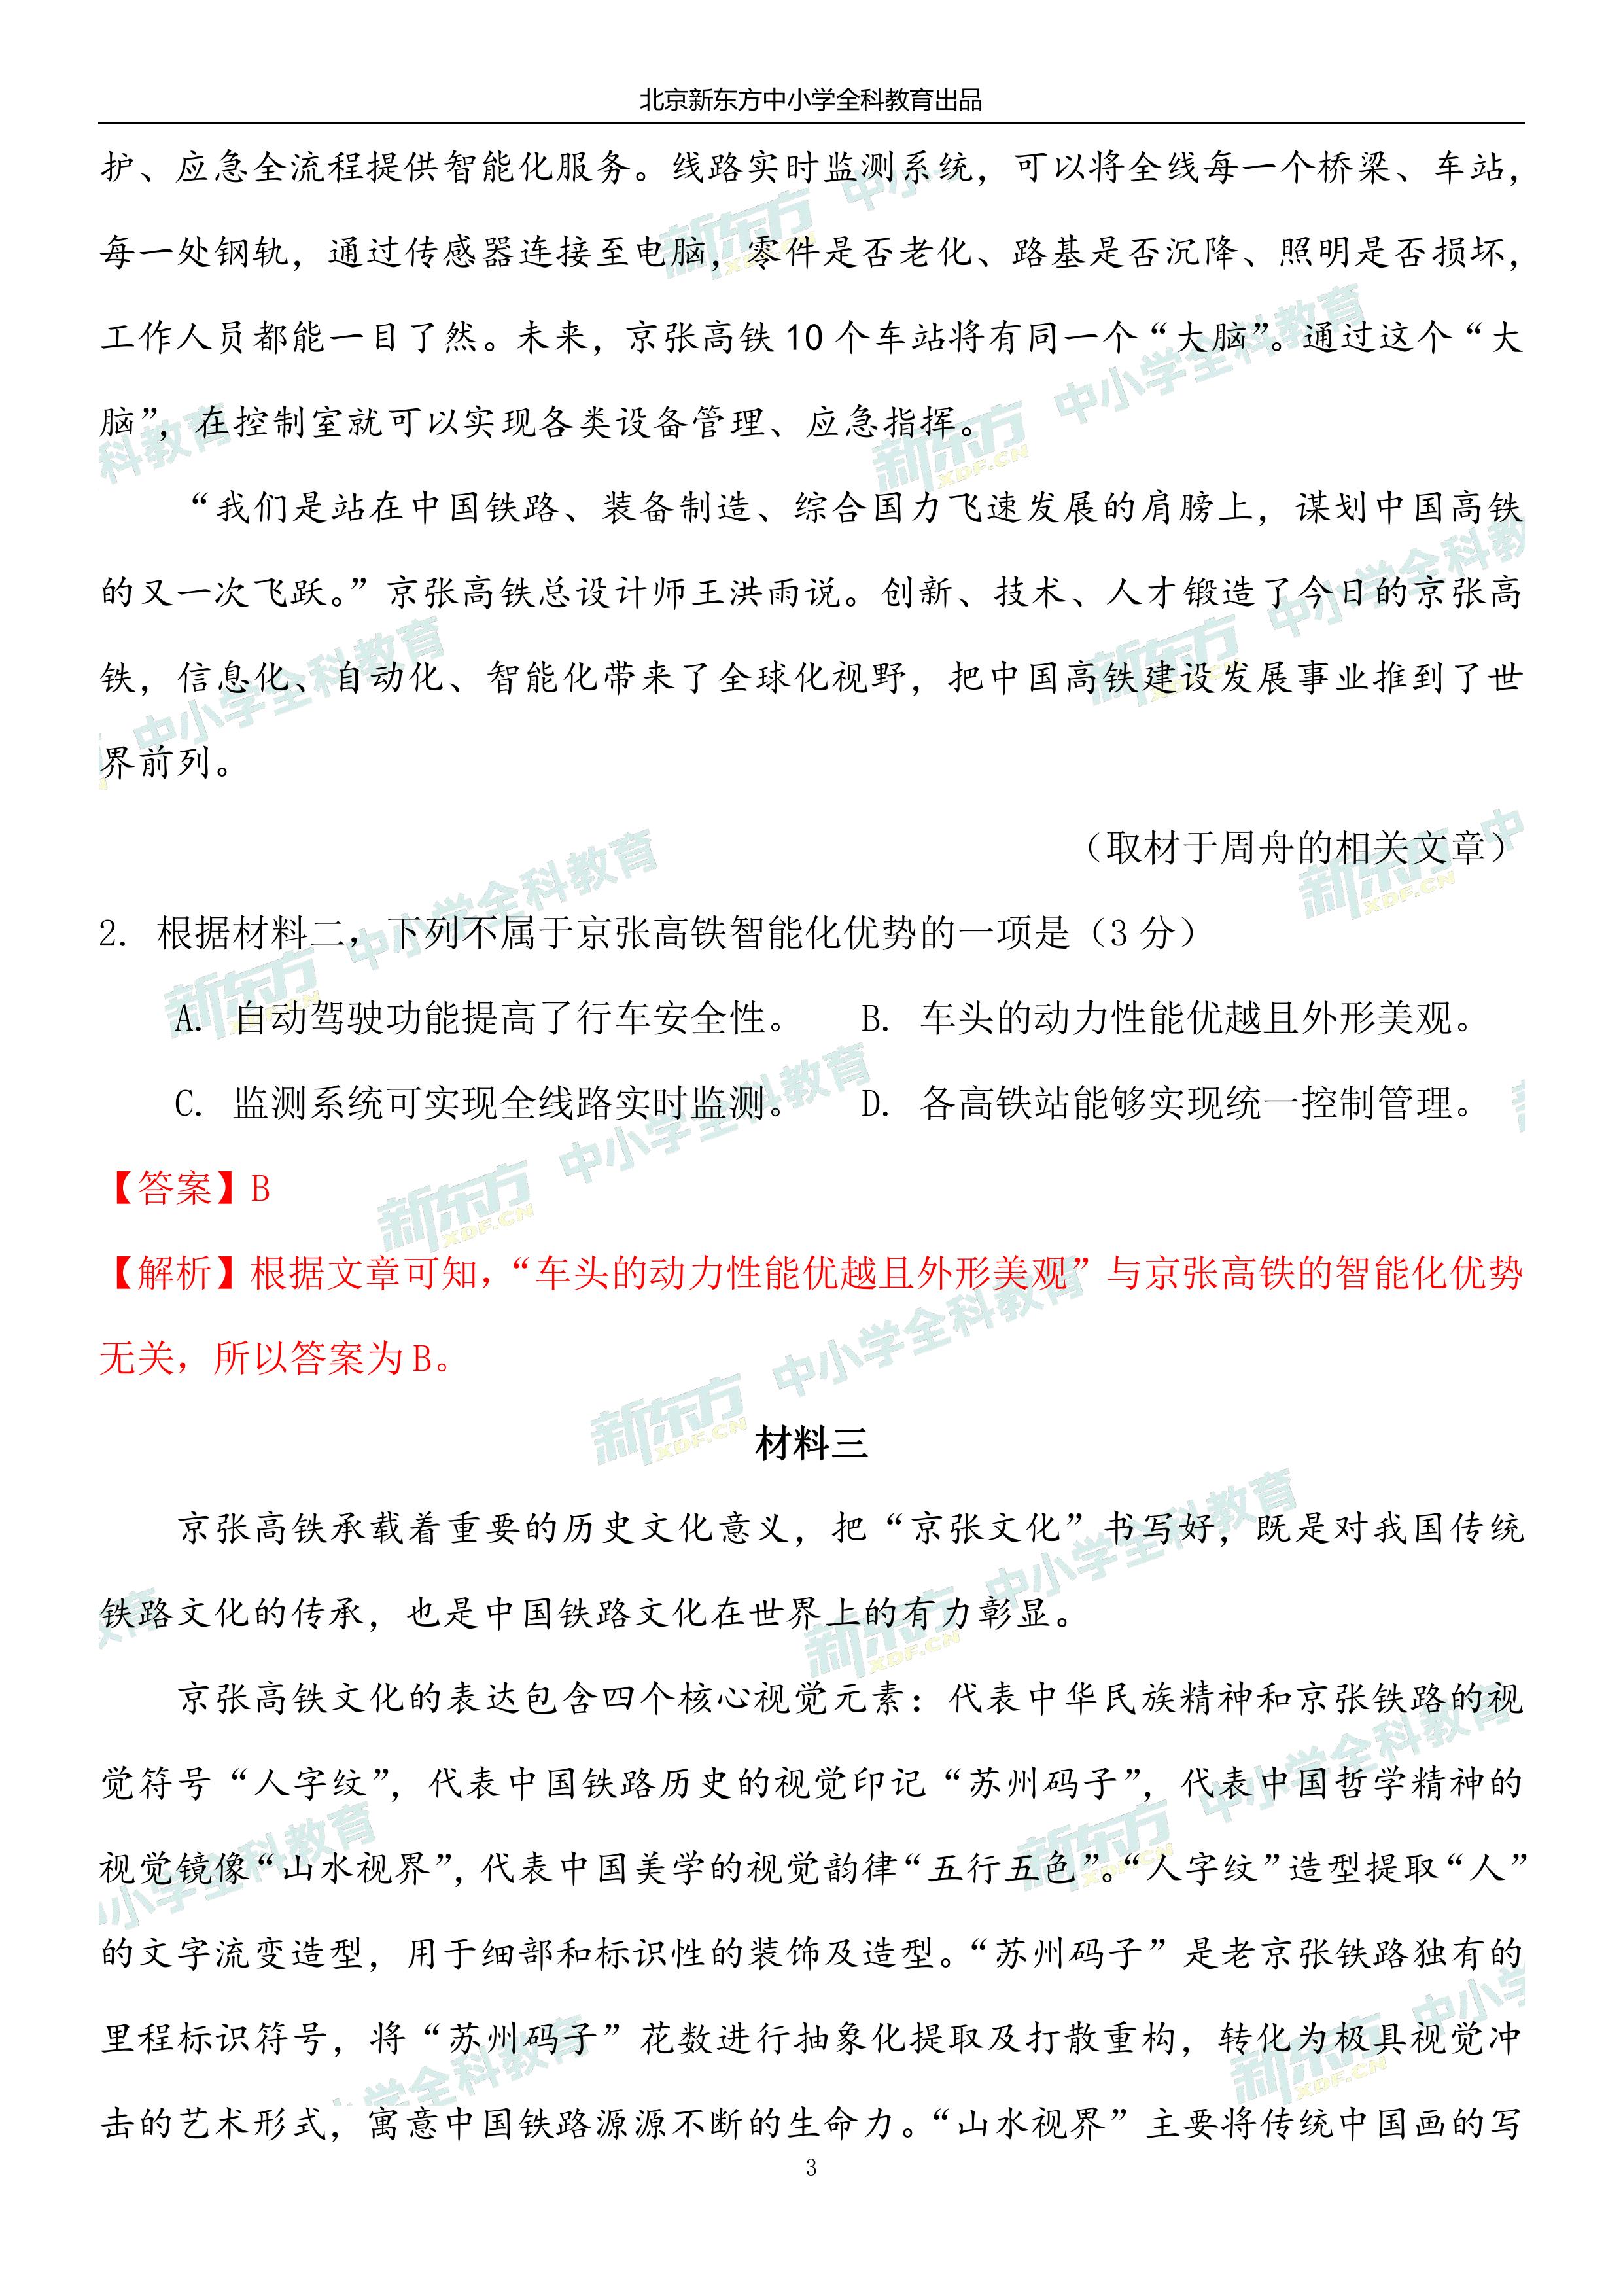 北京新东方中小学全科教育出品
护、应急全流程提供智能化服务。线路实时监测系统，可以将全线每一个桥梁、车站，
每一处钢轨，通过传感器连接至电脑，零件是否老化、路基是否沉降、照明是否损坏，
工作人员都能一目了然。未来，京张高铁10个车站将有同一个“大脑”。通过这个“大
脑”，在控制室就可以实现各类设备管理、应急指挥。
“我们是站在中国铁路、装备制造、综合国力飞速发展的肩膀上，谋划中国高铁
的又一次飞跃。”京张高铁总设计师王洪雨说。创新、技术、人才锻造了今日的京张高
铁，信息化、自动化、智能化带来了全球化视野，把中国高铁建设发展事业推到了世
界前列。
（取材于周舟的相关文章）
2. 根据材料二，下列不属于京张高铁智能化优势的一项是（3分）
A. 自动驾驶功能提高了行车安全性。 B. 车头的动力性能优越且外形美观。
C. 监测系统可实现全线路实时监测。 D. 各高铁站能够实现统一控制管理。
【答案】B
【解析】根据文章可知，“车头的动力性能优越且外形美观”与京张高铁的智能化优势
无关，所以答案为B。
材料三
京张高铁承载着重要的历史文化意义，把“京张文化”书写好，既是对我国传统
铁路文化的传承，也是中国铁路文化在世界上的有力彰显。
京张高铁文化的表达包含四个核心视觉元素：代表中华民族精神和京张铁路的视
觉符号“人字纹”，代表中国铁路历史的视觉印记“苏州码子”，代表中国哲学精神的
视觉镜像“山水视界”，代表中国美学的视觉韵律“五行五色”。“人字纹”造型提取“人”
的文字流变造型，用于细部和标识性的装饰及造型。“苏州码子”是老京张铁路独有的
里程标识符号，将“苏州码子”花数进行抽象化提取及打散重构，转化为极具视觉冲
击的艺术形式，寓意中国铁路源源不断的生命力。“山水视界”主要将传统中国画的写
3